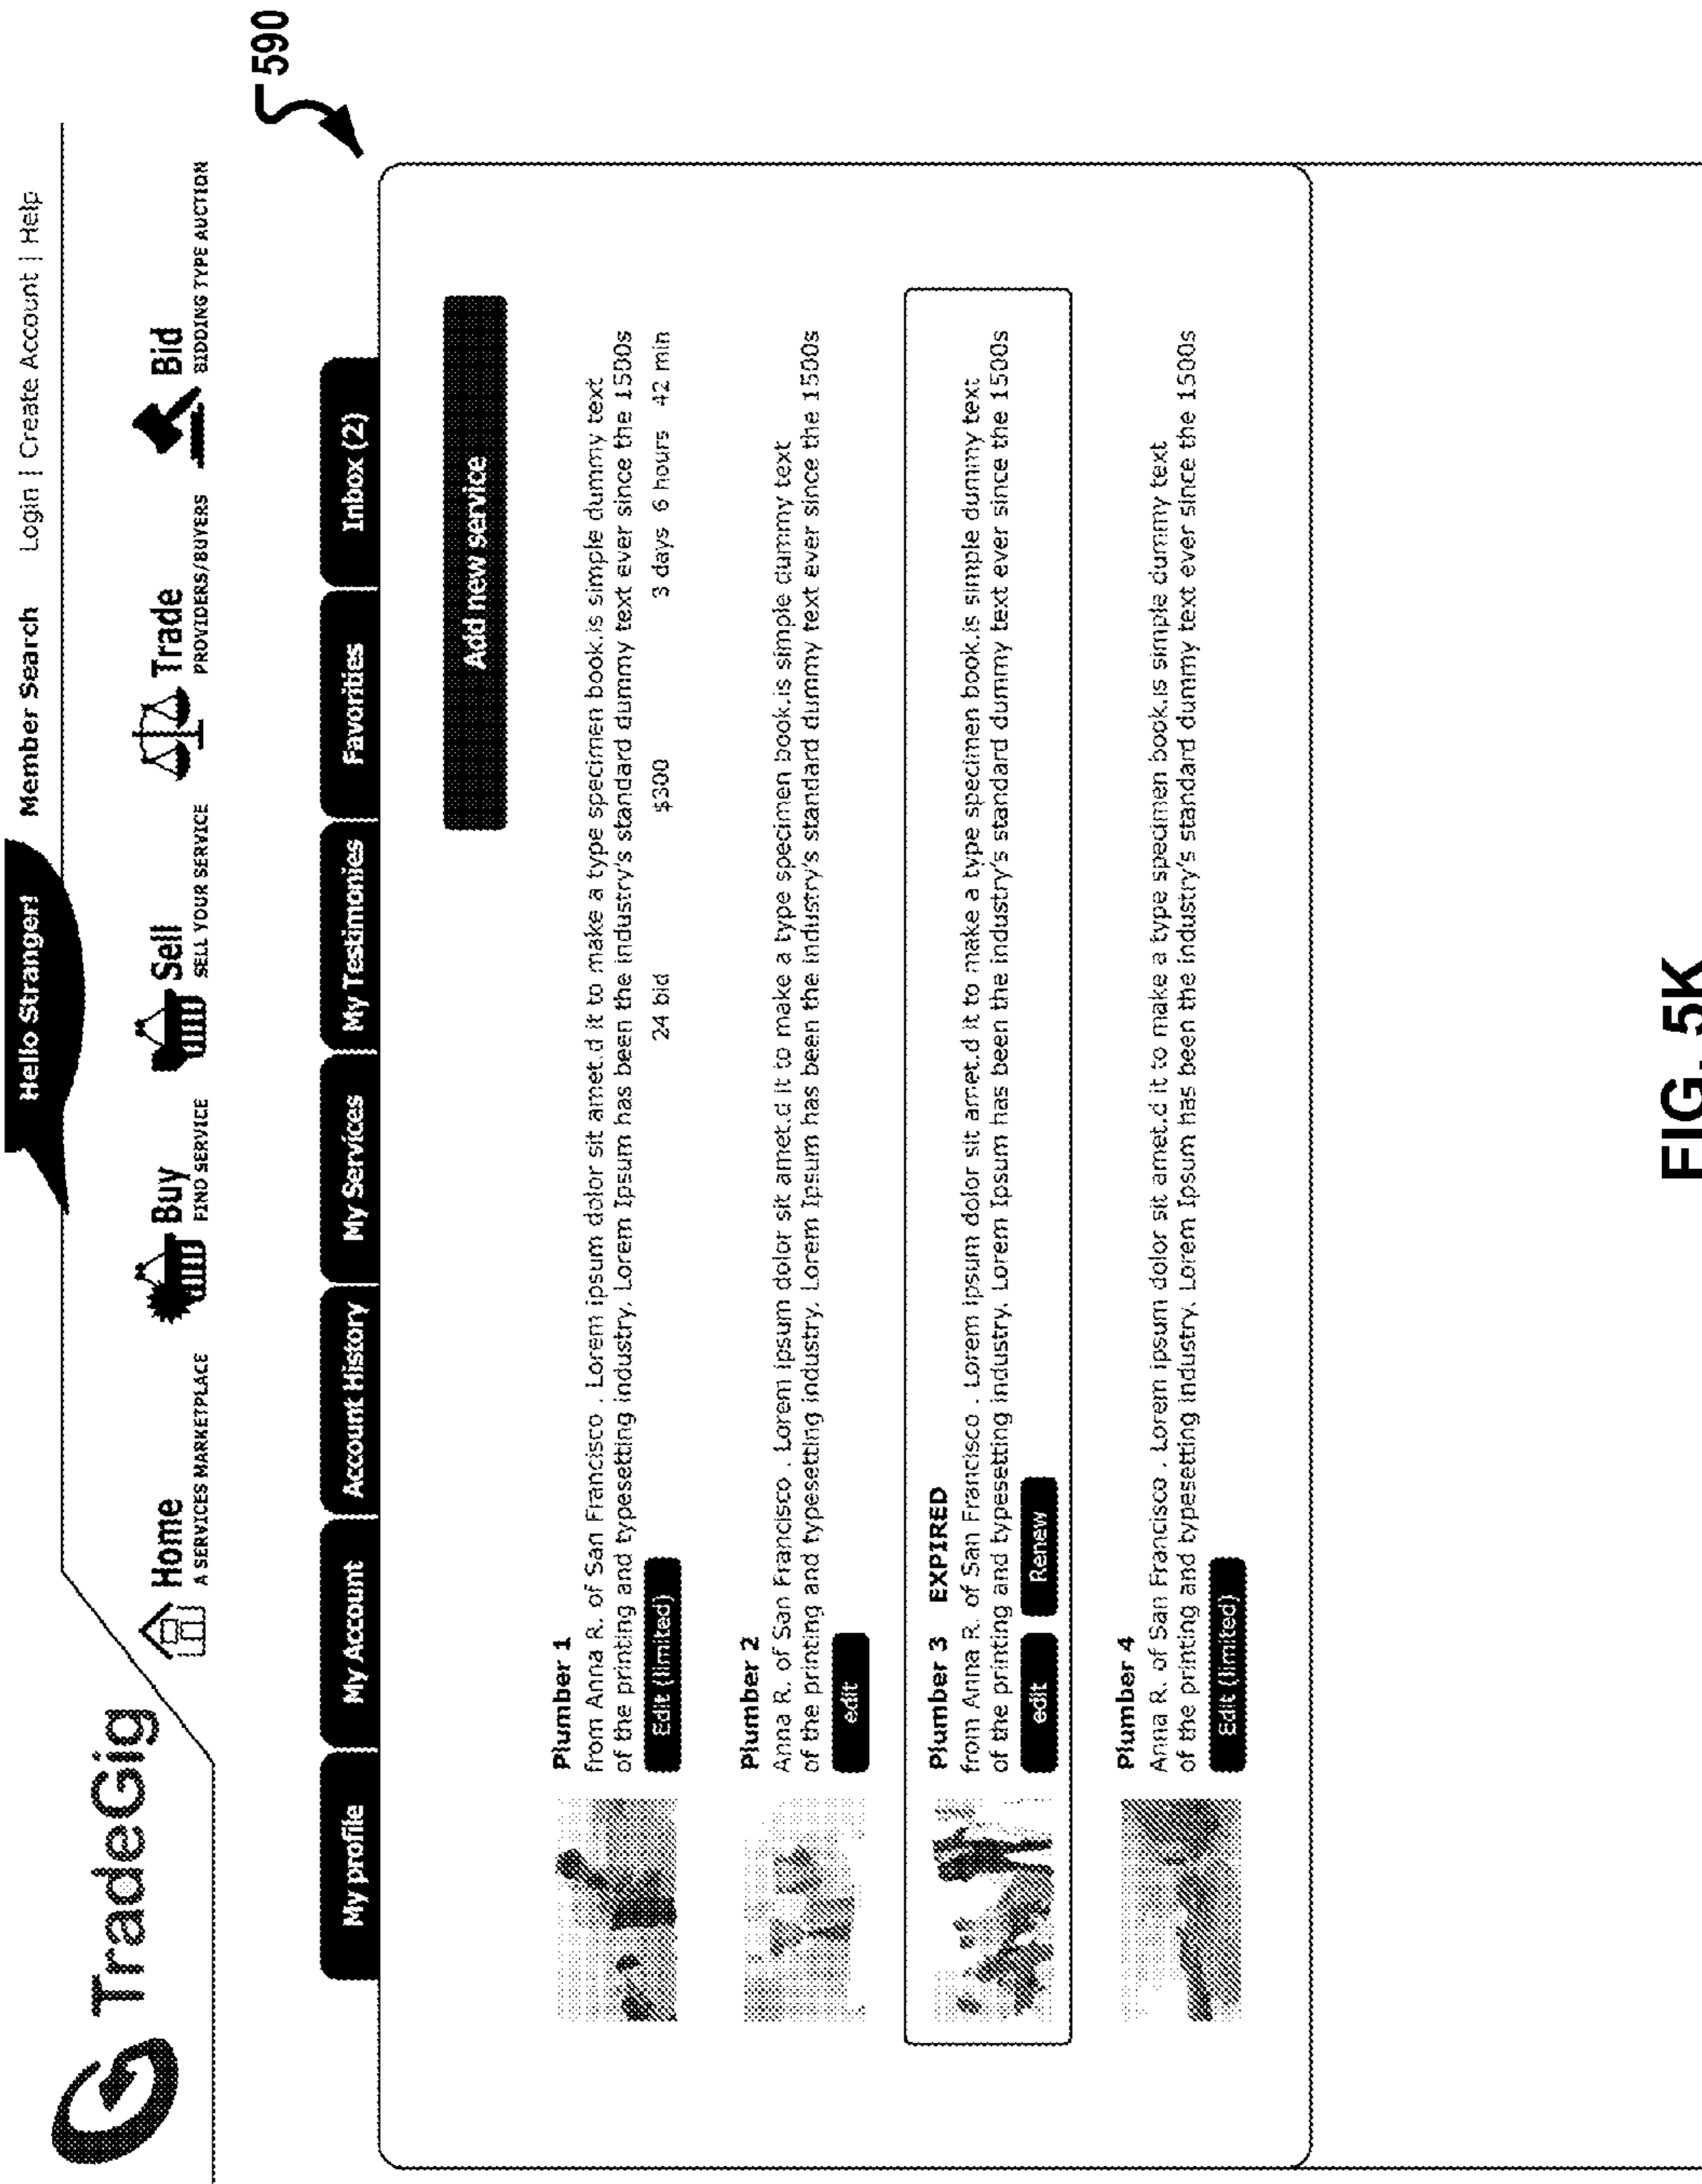 Hello Stranger!
Member Search Login | Create Account | Help
TradeGig
Home
A SERVICES MARKETPLACE
Buy
FIND SERVICE
Sell
SELL YOUR SERVICE
Trade
PROVIDERS/BUYERS
Bid
BIDDING TYPE AUCTION
590
My profile
My Account
Account History
My Services
My Testimonies
Favorities
Inbox (2)
Add new service
Plumber 1
from Anna R. of San Francisco . Lorem ipsum dolor sit amet.d it to make a type specimen book.is simple dummy text
of the printing and typesetting industry. Lorem Ipsum has been the industry's standard dummy text ever since the 1500s
Edit (limited) 24 bid $300 3 days 6 hours 42 min
Plumber 2
Anna R. of San Francisco . Lorem ipsum dolor sit amet.d it to make a type specimen book.is simple dummy text
of the printing and typesetting industry. Lorem Ipsum has been the industry's standard dummy text ever since the 1500s
edit
Plumber 3 EXPIRED
from Anna R. of San Francisco . Lorem ipsum dolor sit amet.d it to make a type specimen book.is simple dummy text
of the printing and typesetting industry. Lorem Ipsum has been the industry's standard dummy text ever since the 1500s
edit Renew
Plumber 4
Anna R. of San Francisco . Lorem ipsum dolor sit amet.d it to make a type specimen book.is simple dummy text
of the printing and typesetting industry. Lorem Ipsum has been the industry's standard dummy text ever since the 1500s
Edit (limited)
FIG. 5K